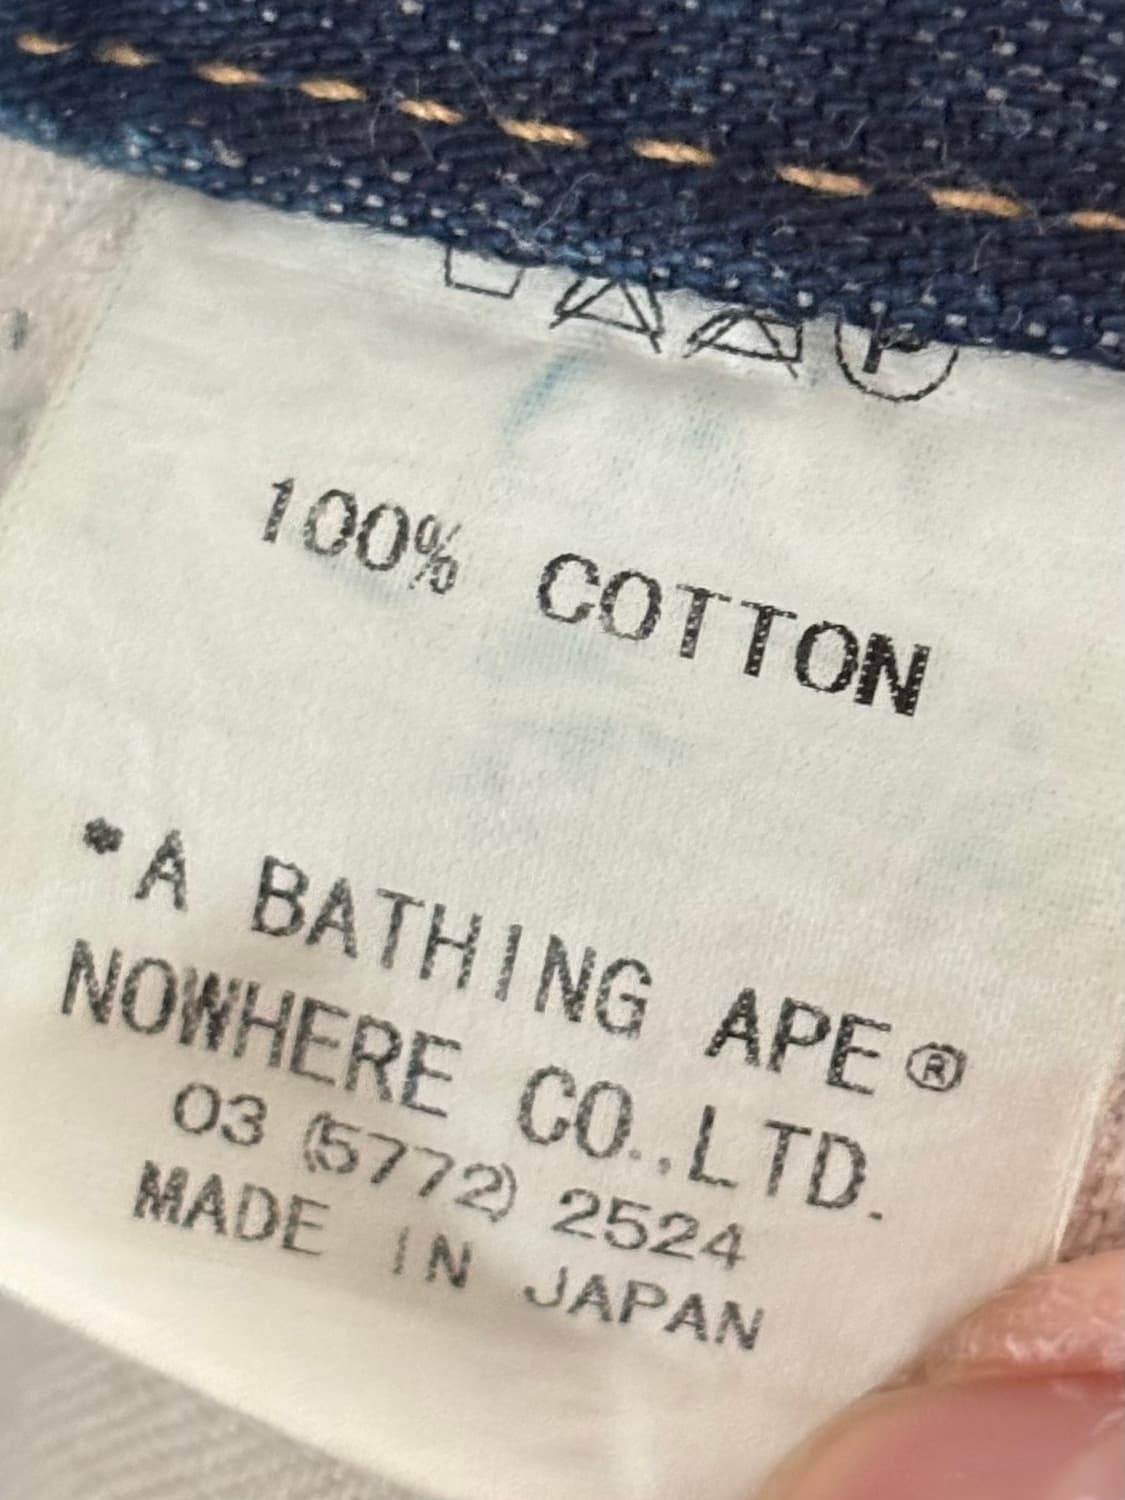 P
100% COTTON
*A BATHING APE®
NOWHERE CO.,LTD.
03 (5772) 2524
MADE IN JAPAN